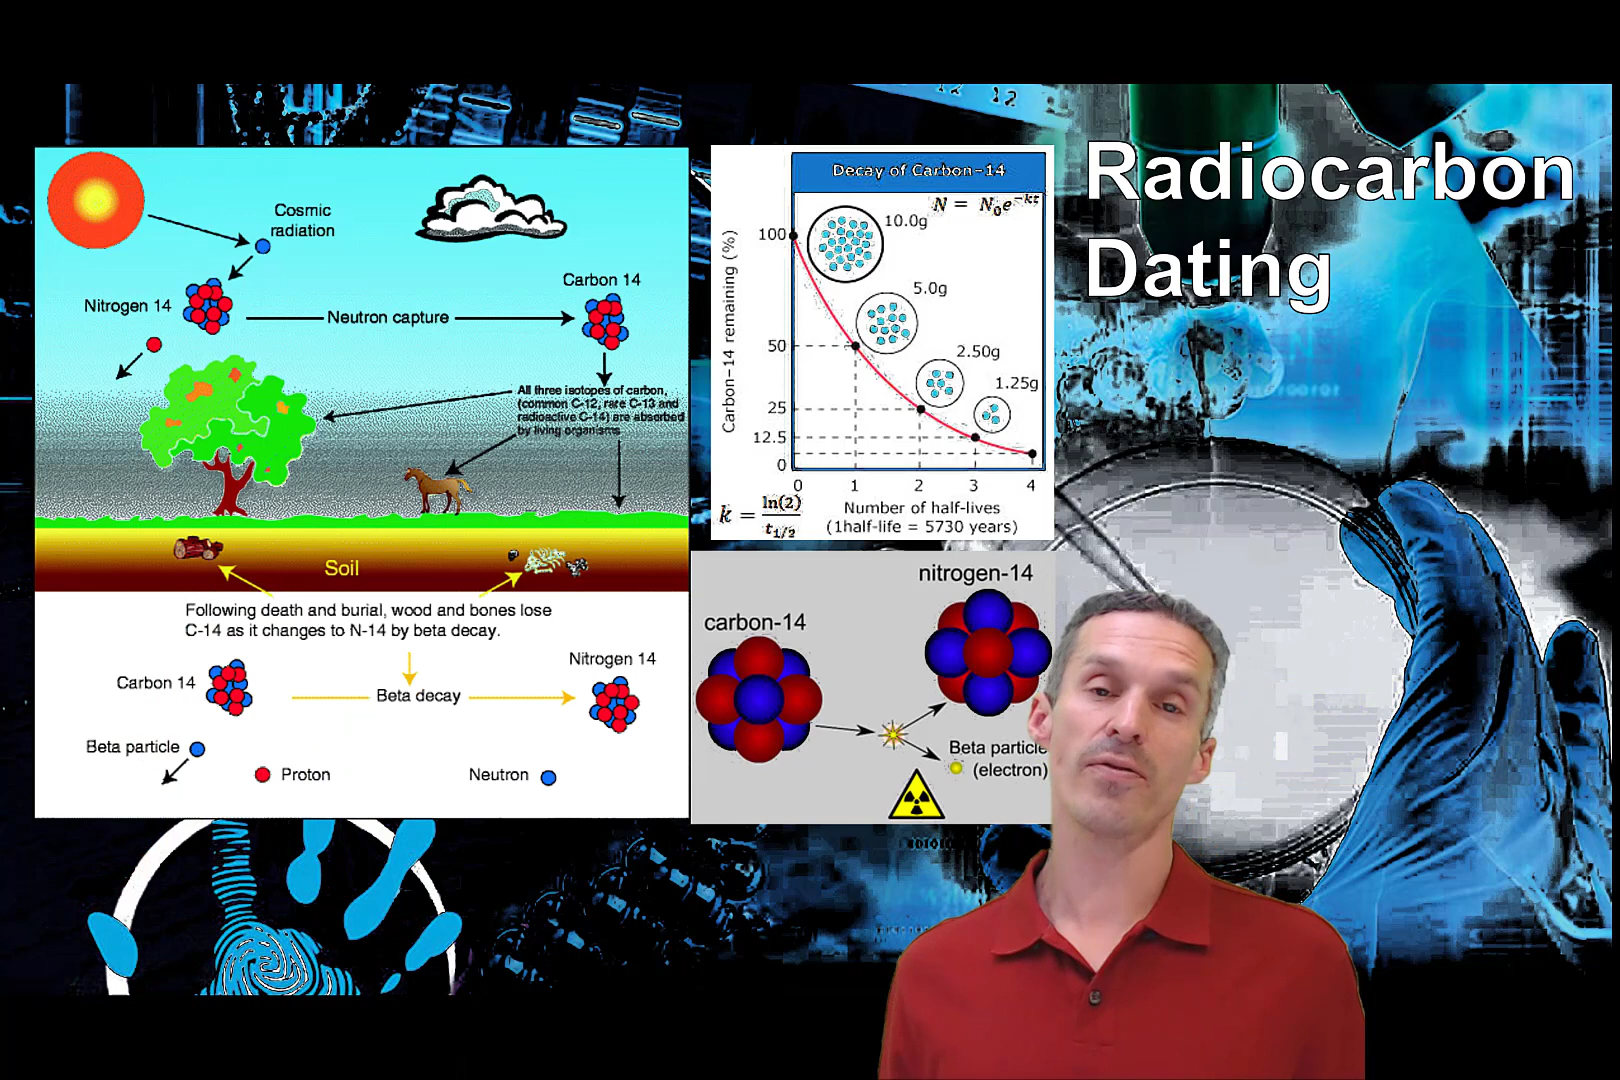 Radiocarbon
Dating
Cosmic
radiation
Nitrogen 14
Neutron capture
Carbon 14
All three isotopes of carbon,
(common C-12, rare C-13 and
radioactive C-14) are absorbed
by living organisms
Soil
Following death and burial, wood and bones lose
C-14 as it changes to N-14 by beta decay.
Carbon 14
Beta decay
Nitrogen 14
Beta particle
Proton
Neutron
Decay of Carbon-14
N = N₀e⁻ᵏᵗ
Carbon-14 remaining (%)
100
50
25
12.5
0
10.0g
5.0g
2.50g
1.25g
0 1 2 3 4
Number of half-lives
(1half-life = 5730 years)
k = ln(2)
t1/2
carbon-14
nitrogen-14
Beta particle
(electron)
12 12